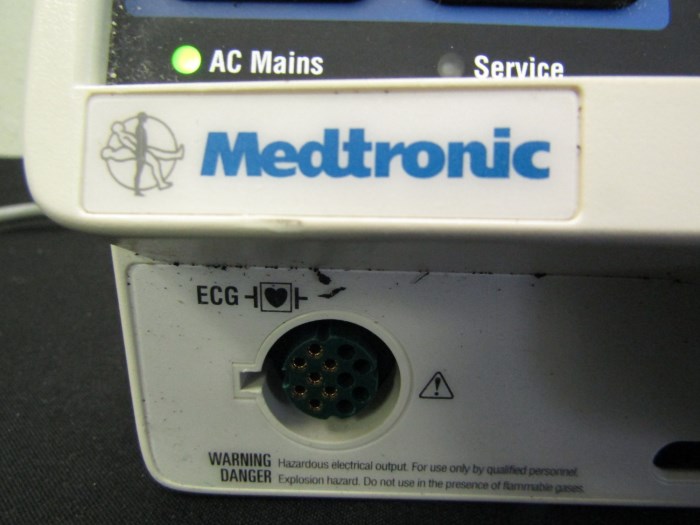 AC Mains Service
Medtronic
ECG
WARNING Hazardous electrical output. For use only by qualified personnel.
DANGER Explosion hazard. Do not use in the presence of flammable gases.